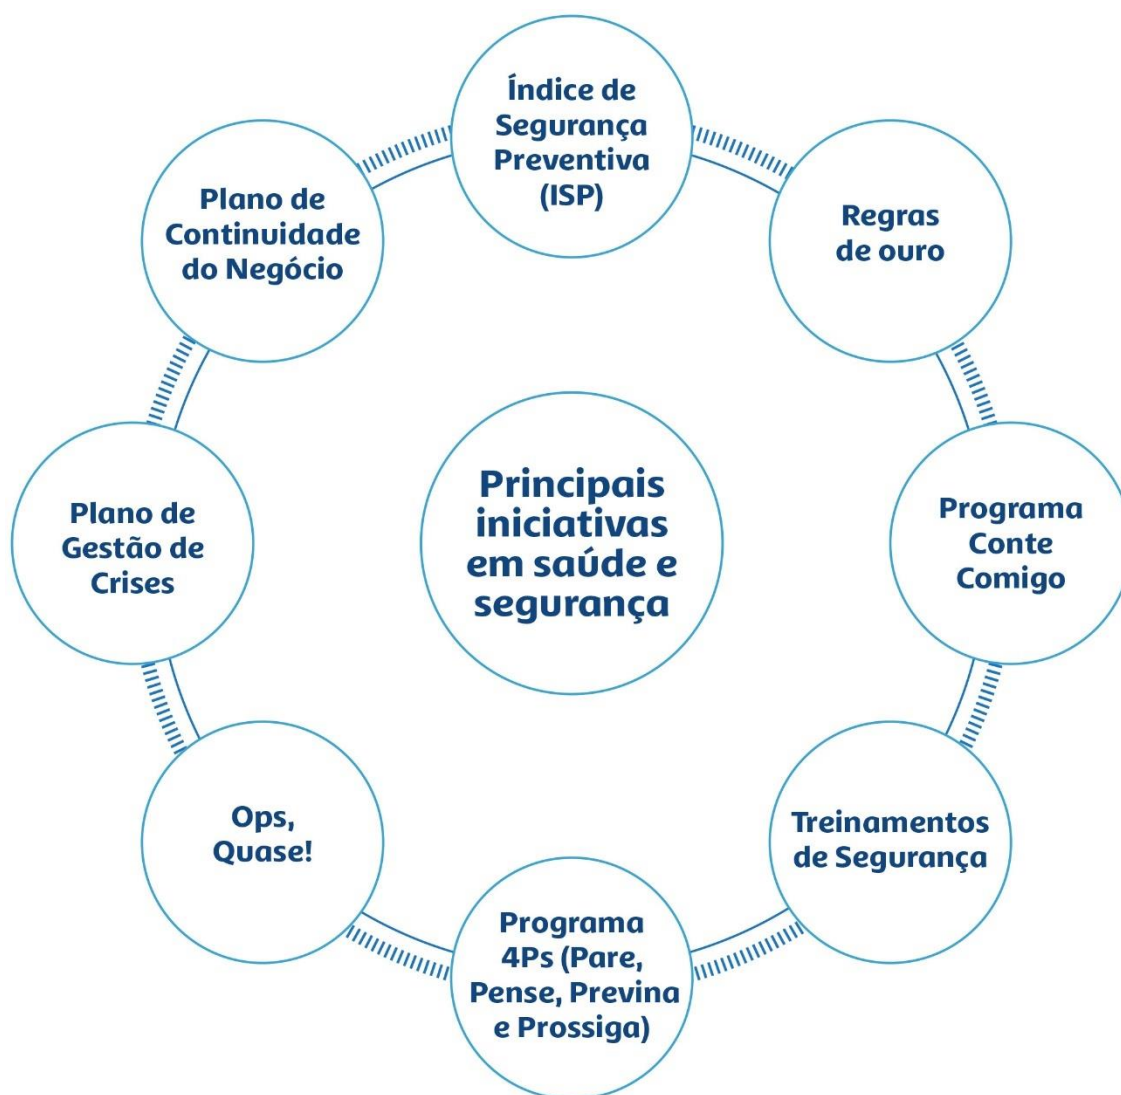 Índice de
Segurança
Preventiva
(ISP)
Regras
de ouro
Programa
Conte
Comigo
Treinamentos
de Segurança
Programa
4Ps (Pare,
Pense, Previna
e Prossiga)
Ops,
Quase!
Plano de
Gestão de
Crises
Plano de
Continuidade
do Negócio
Principais
iniciativas
em saúde e
segurança